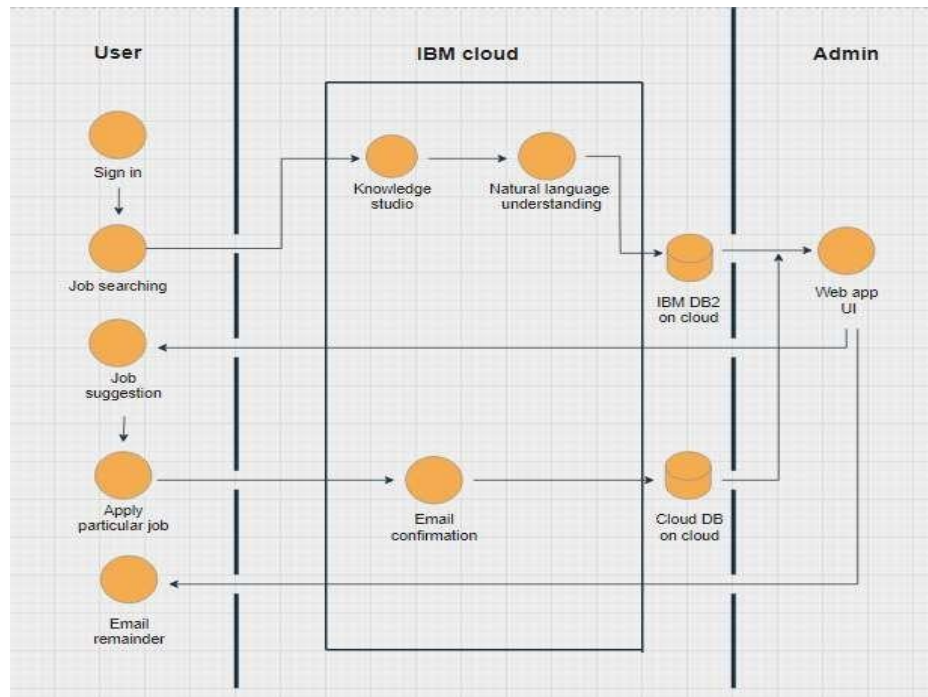 User
IBM cloud
Admin
Sign in
Knowledge
studio
Natural language
understanding
Job searching
IBM DB2
on cloud
Web app
UI
Job
suggestion
Apply
particular job
Email
confirmation
Cloud DB
on cloud
Email
remainder